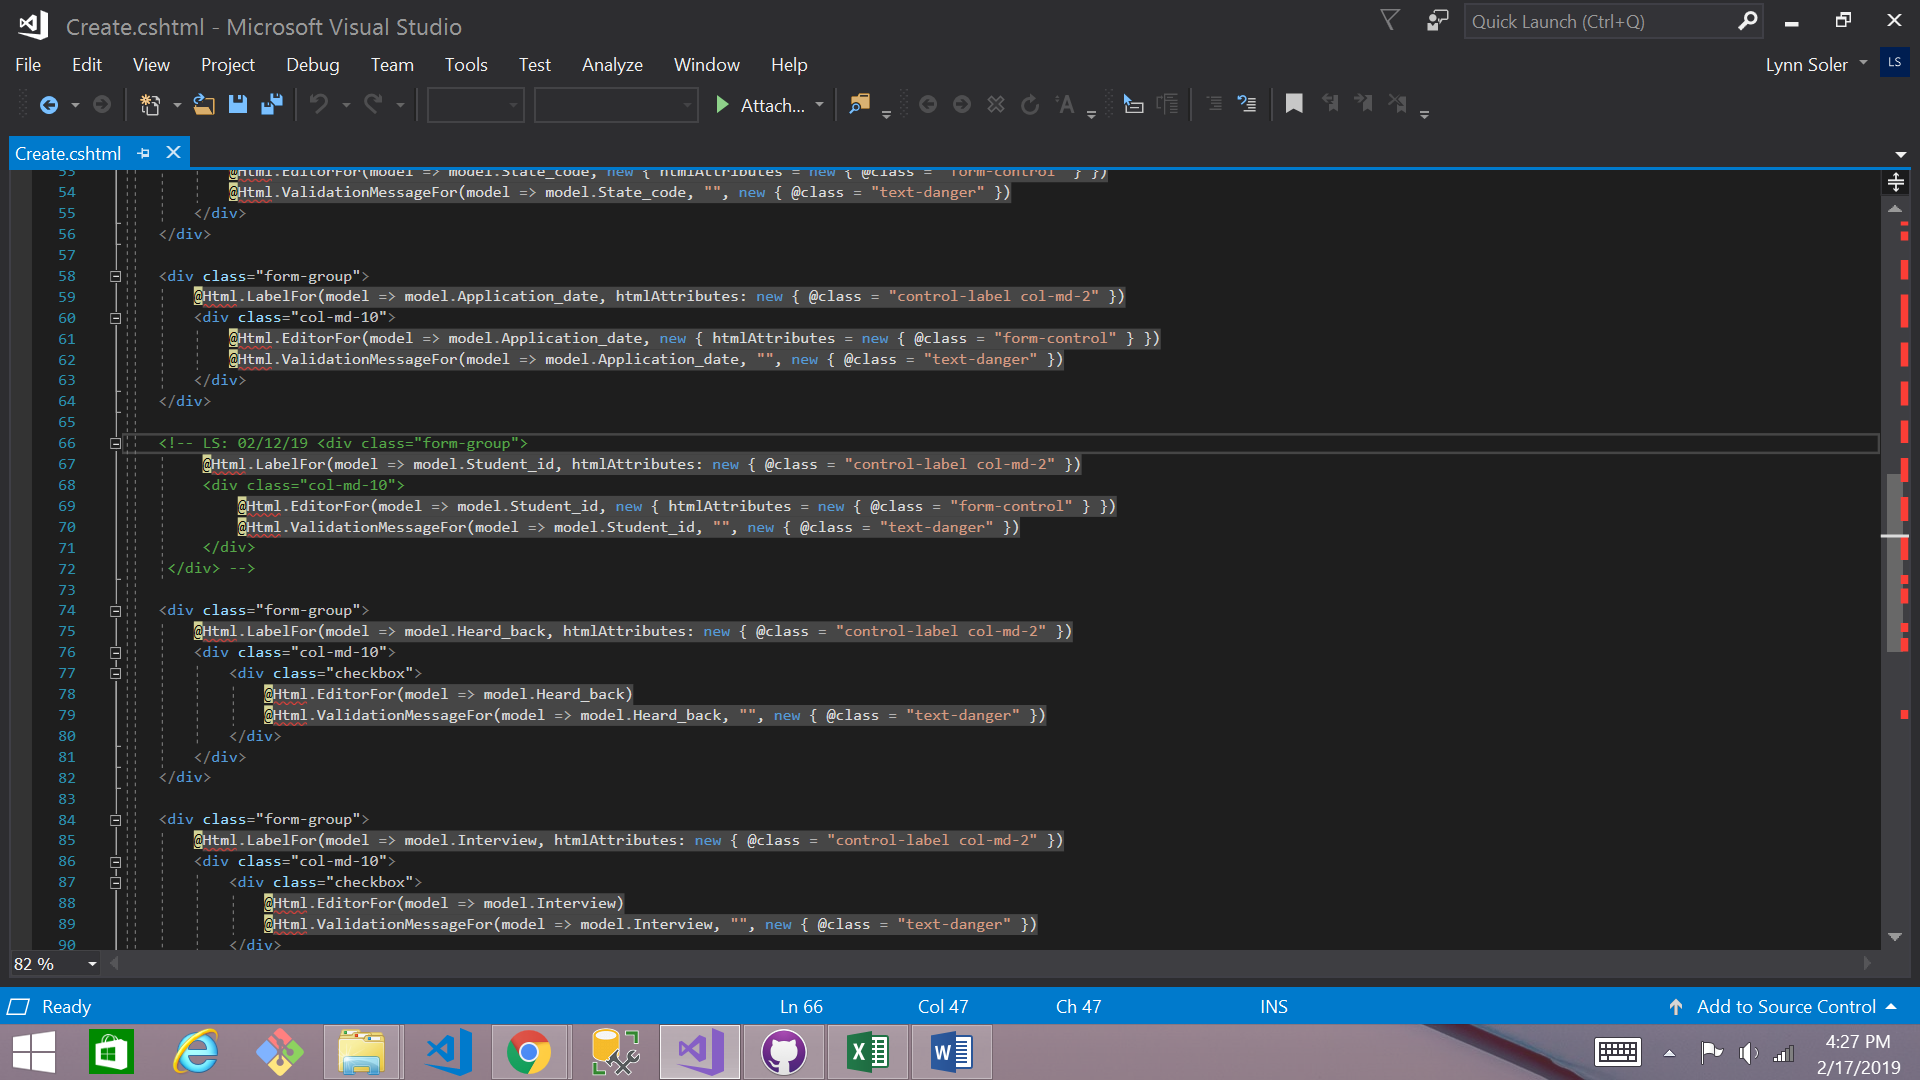 Create.cshtml - Microsoft Visual Studio
Quick Launch (Ctrl+Q)
File Edit View Project Debug Team Tools Test Analyze Window Help
Lynn Soler
LS
Attach...
Create.cshtml
53 @Html.EditorFor(model => model.State_code, new { htmlAttributes = new { @class = "form-control" } })
54 @Html.ValidationMessageFor(model => model.State_code, "", new { @class = "text-danger" })
55 </div>
56 </div>
57
58 <div class="form-group">
59 @Html.LabelFor(model => model.Application_date, htmlAttributes: new { @class = "control-label col-md-2" })
60 <div class="col-md-10">
61 @Html.EditorFor(model => model.Application_date, new { htmlAttributes = new { @class = "form-control" } })
62 @Html.ValidationMessageFor(model => model.Application_date, "", new { @class = "text-danger" })
63 </div>
64 </div>
65
66 <!-- LS: 02/12/19 <div class="form-group">
67 @Html.LabelFor(model => model.Student_id, htmlAttributes: new { @class = "control-label col-md-2" })
68 <div class="col-md-10">
69 @Html.EditorFor(model => model.Student_id, new { htmlAttributes = new { @class = "form-control" } })
70 @Html.ValidationMessageFor(model => model.Student_id, "", new { @class = "text-danger" })
71 </div>
72 </div> -->
73
74 <div class="form-group">
75 @Html.LabelFor(model => model.Heard_back, htmlAttributes: new { @class = "control-label col-md-2" })
76 <div class="col-md-10">
77 <div class="checkbox">
78 @Html.EditorFor(model => model.Heard_back)
79 @Html.ValidationMessageFor(model => model.Heard_back, "", new { @class = "text-danger" })
80 </div>
81 </div>
82 </div>
83
84 <div class="form-group">
85 @Html.LabelFor(model => model.Interview, htmlAttributes: new { @class = "control-label col-md-2" })
86 <div class="col-md-10">
87 <div class="checkbox">
88 @Html.EditorFor(model => model.Interview)
89 @Html.ValidationMessageFor(model => model.Interview, "", new { @class = "text-danger" })
90 </div>
82 %
Ready Ln 66 Col 47 Ch 47 INS Add to Source Control
4:27 PM
2/17/2019